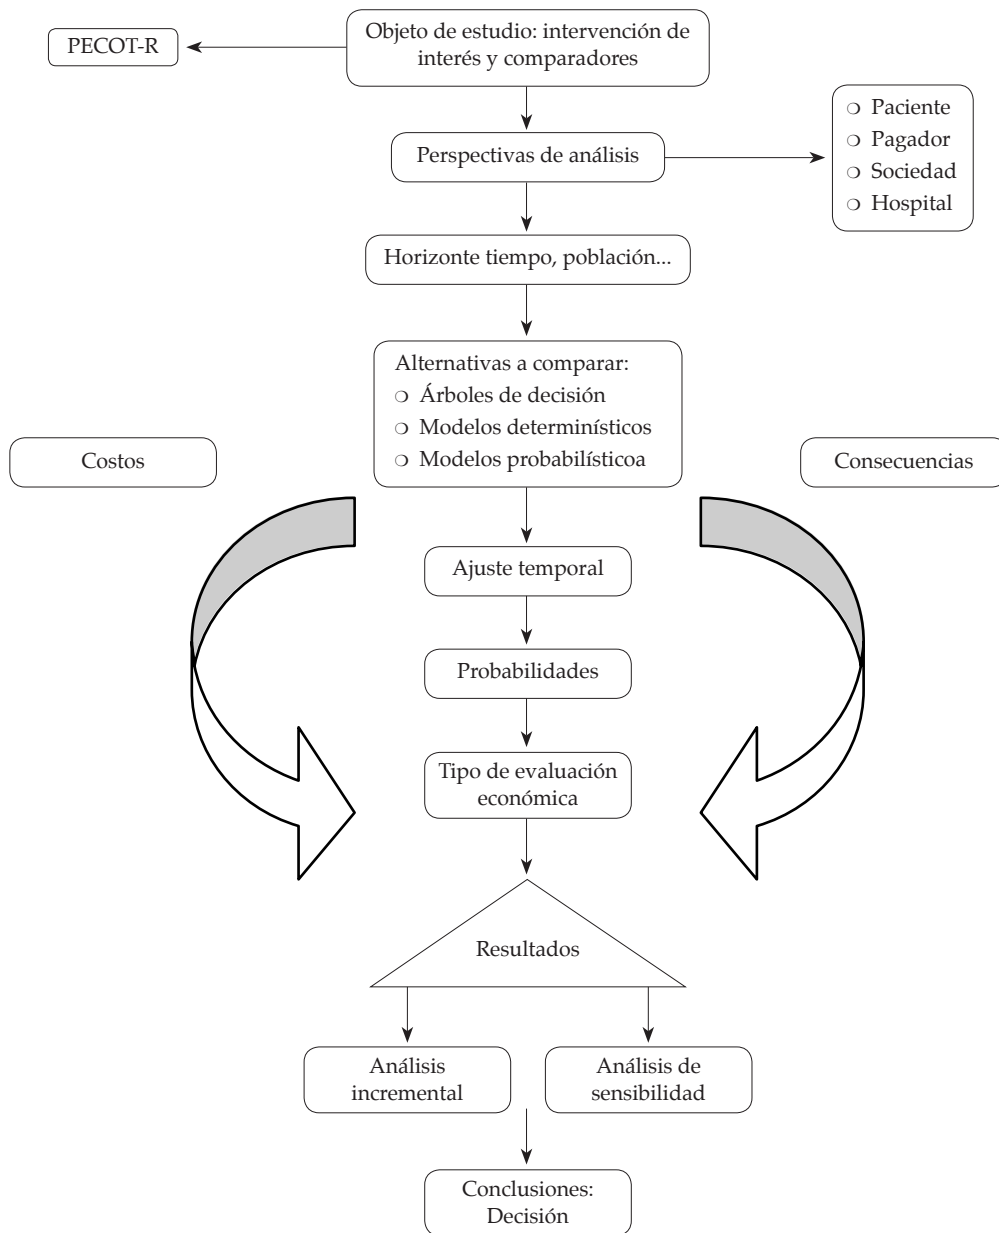 Objeto de estudio: intervención de
interés y comparadores
PECOT-R
Perspectivas de análisis
❍ Paciente
❍ Pagador
❍ Sociedad
❍ Hospital
Horizonte tiempo, población...
Alternativas a comparar:
❍ Árboles de decisión
❍ Modelos determinísticos
❍ Modelos probabilísticoa
Costos
Consecuencias
Ajuste temporal
Probabilidades
Tipo de evaluación
económica
Resultados
Análisis
incremental
Análisis de
sensibilidad
Conclusiones:
Decisión